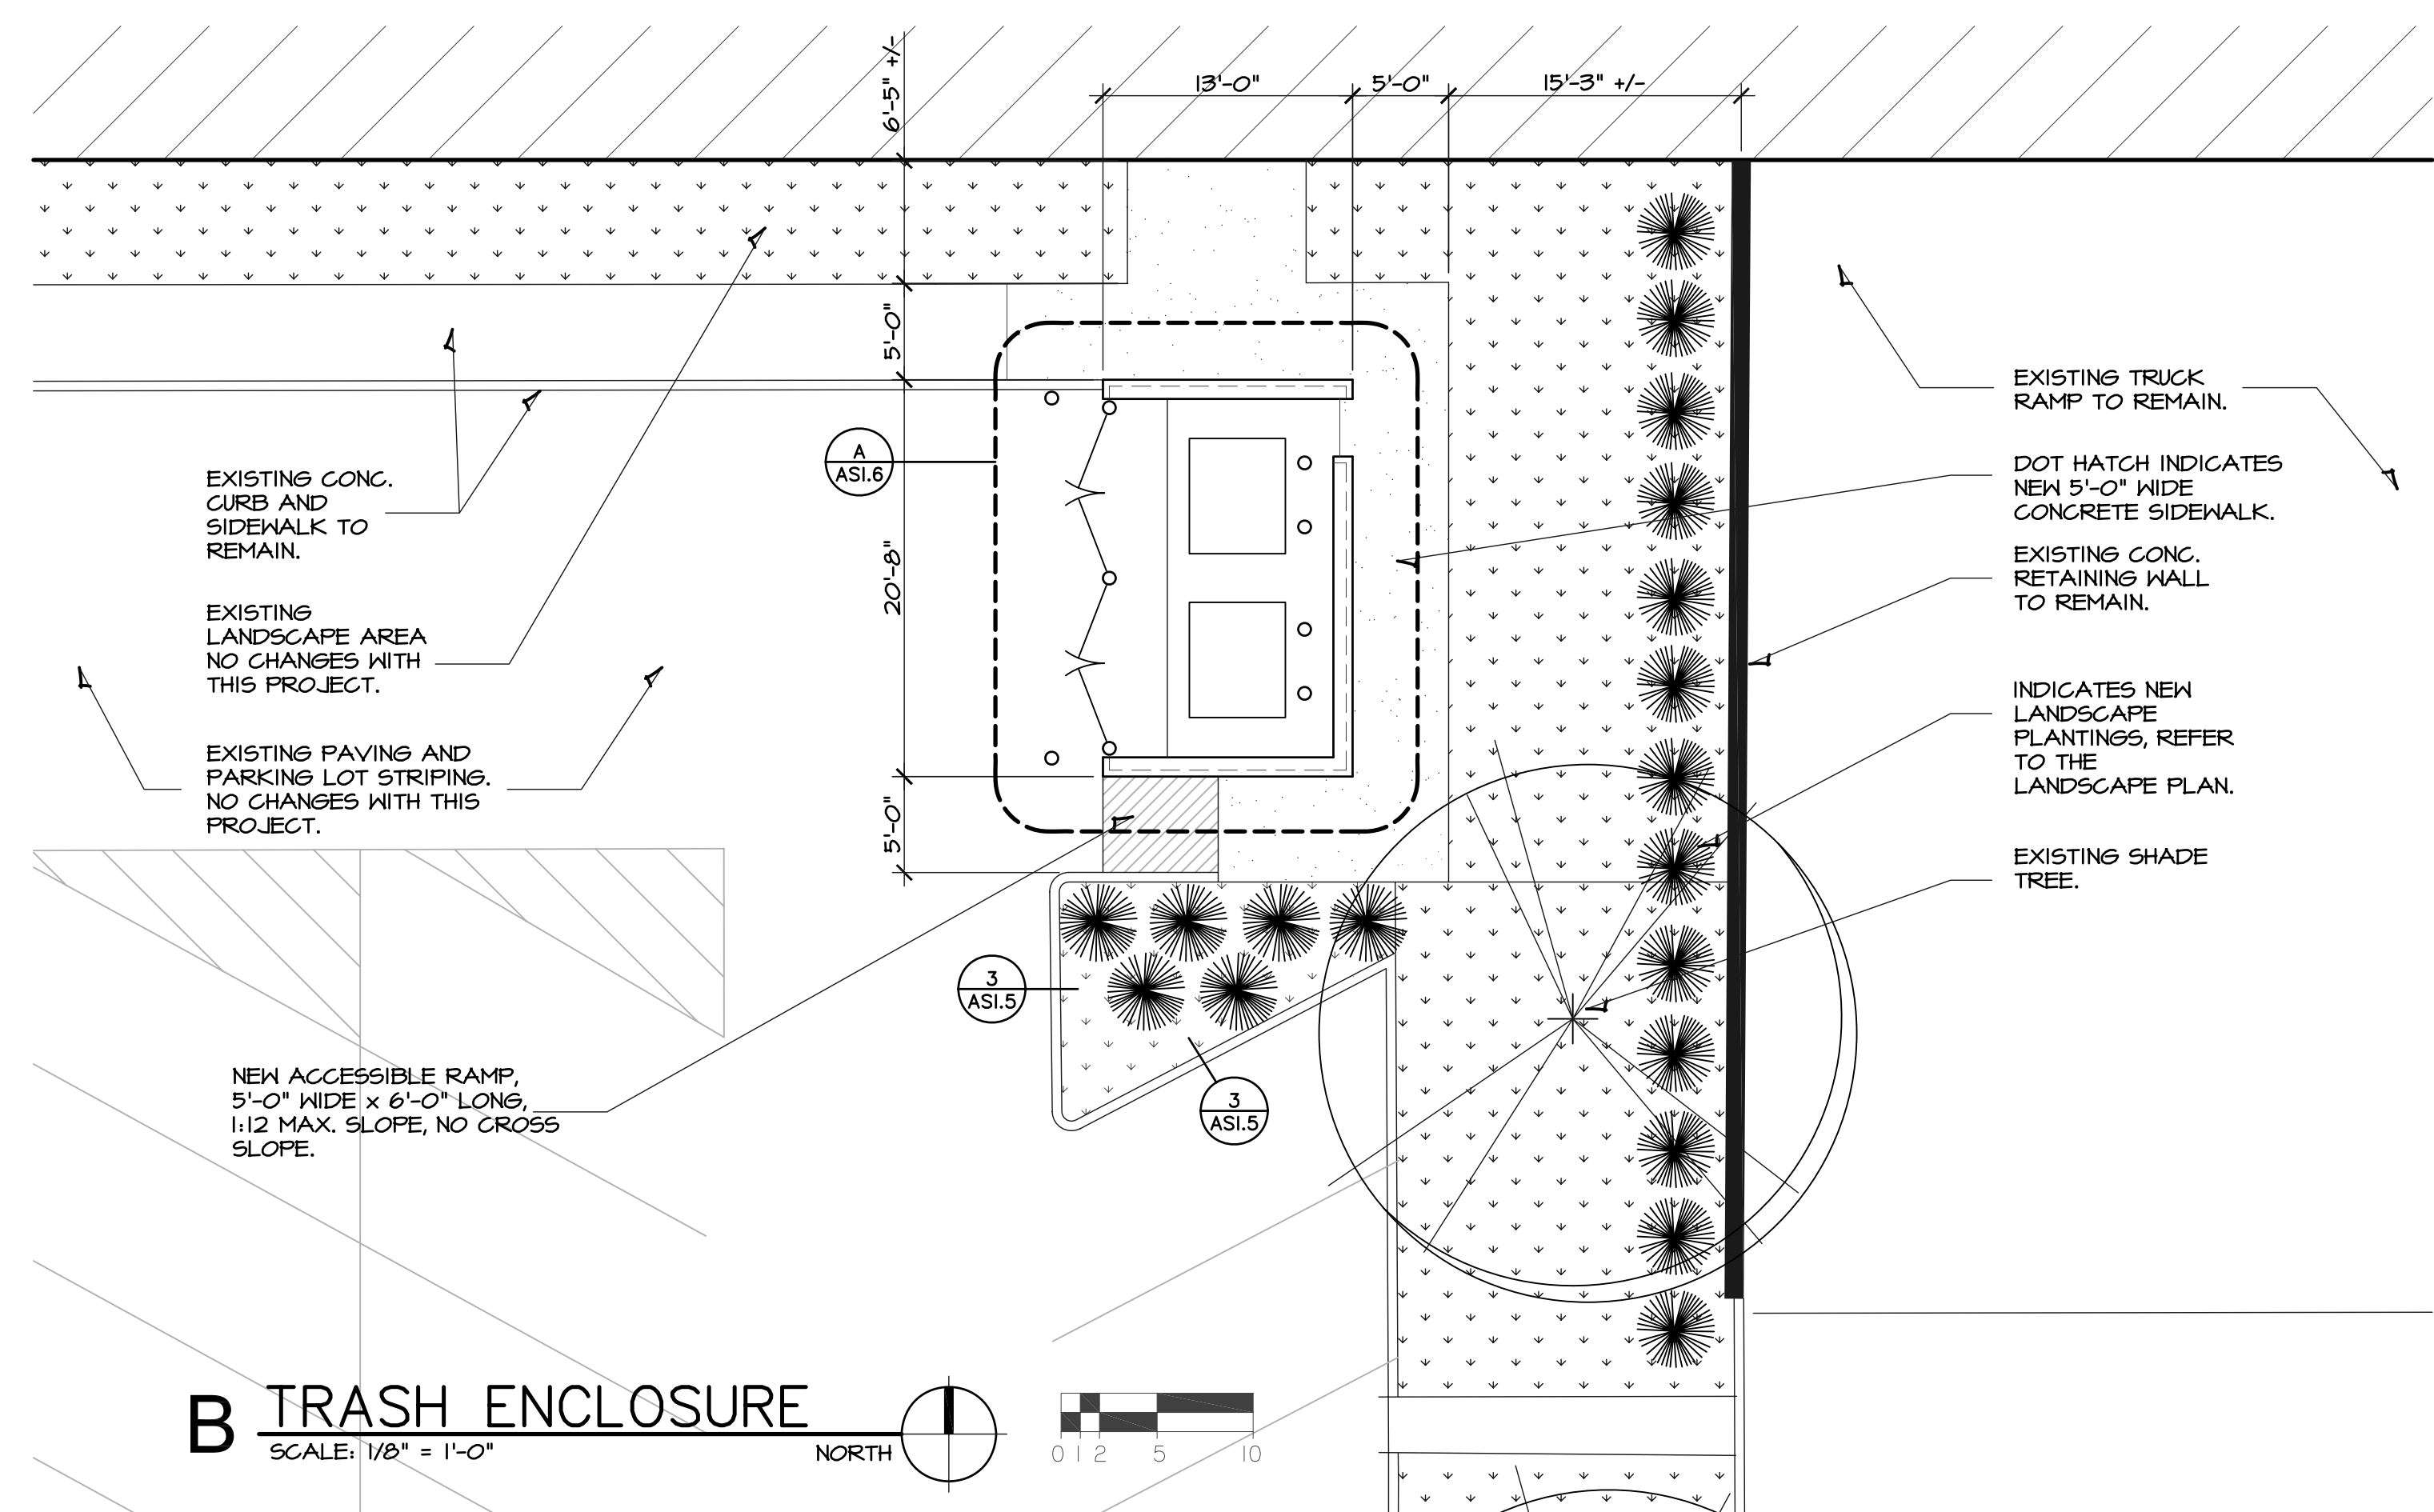 6'-5" +/-
13'-0"
5'-0"
15'-3" +/-
5'-0"
20'-8"
5'-0"
A
AS1.6
EXISTING CONC.
CURB AND
SIDEWALK TO
REMAIN.
EXISTING
LANDSCAPE AREA
NO CHANGES WITH
THIS PROJECT.
EXISTING PAVING AND
PARKING LOT STRIPING.
NO CHANGES WITH THIS
PROJECT.
NEW ACCESSIBLE RAMP,
5'-0" WIDE x 6'-0" LONG,
1:12 MAX. SLOPE, NO CROSS
SLOPE.
EXISTING TRUCK
RAMP TO REMAIN.
DOT HATCH INDICATES
NEW 5'-0" WIDE
CONCRETE SIDEWALK.
EXISTING CONC.
RETAINING WALL
TO REMAIN.
INDICATES NEW
LANDSCAPE
PLANTINGS, REFER
TO THE
LANDSCAPE PLAN.
EXISTING SHADE
TREE.
3
AS1.5
3
AS1.5
B TRASH ENCLOSURE
SCALE: 1/8" = 1'-0"
NORTH
0 1 2 5 10